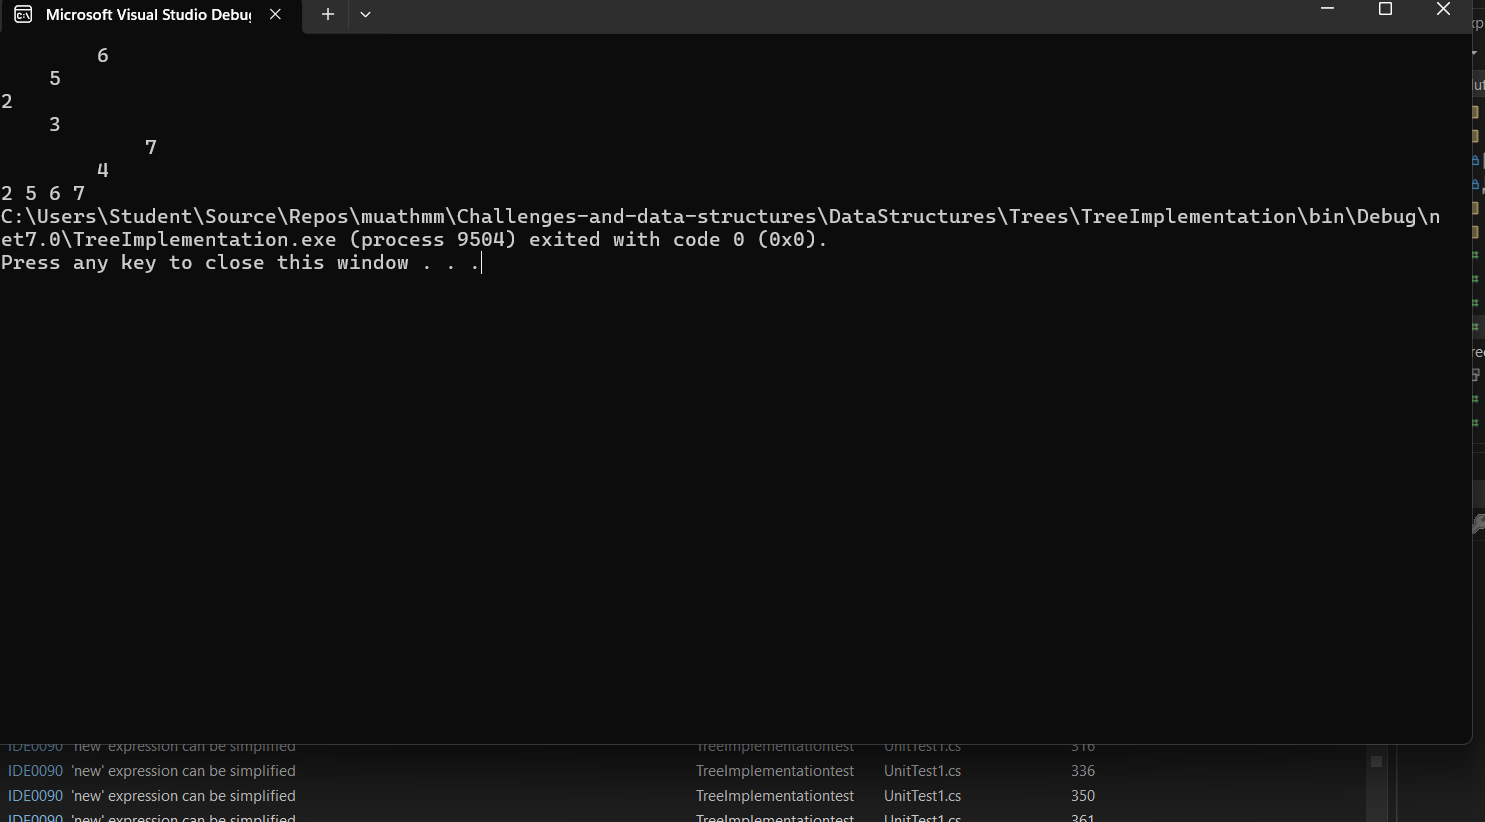 Microsoft Visual Studio Debu
6
5
2
3
7
4
2 5 6 7
C:\Users\Student\Source\Repos\muathmm\Challenges-and-data-structures\DataStructures\Trees\TreeImplementation\bin\Debug\n
et7.0\TreeImplementation.exe (process 9504) exited with code 0 (0x0).
Press any key to close this window . . .
IDE0090 'new' expression can be simplified TreeImplementationtest UnitTest1.cs 316
IDE0090 'new' expression can be simplified TreeImplementationtest UnitTest1.cs 336
IDE0090 'new' expression can be simplified TreeImplementationtest UnitTest1.cs 350
IDE0090 'new' expression can be simplified TreeImplementationtest UnitTest1.cs 361